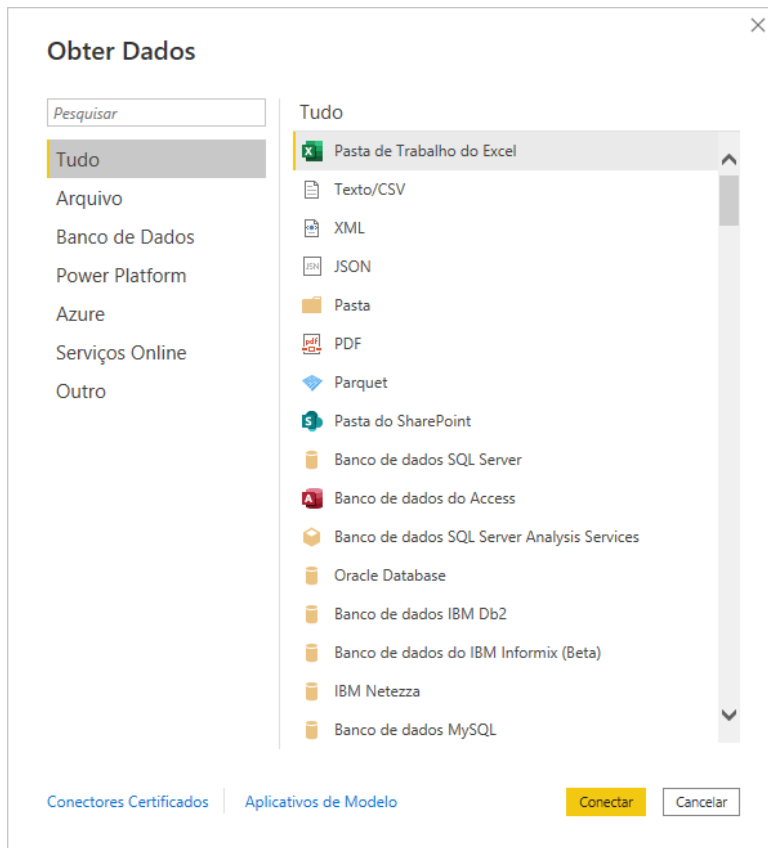 Obter Dados
Pesquisar
Tudo
Arquivo
Banco de Dados
Power Platform
Azure
Serviços Online
Outro
Tudo
Pasta de Trabalho do Excel
Texto/CSV
XML
JSN JSON
Pasta
pdf PDF
Parquet
S Pasta do SharePoint
Banco de dados SQL Server
A Banco de dados do Access
Banco de dados SQL Server Analysis Services
Oracle Database
Banco de dados IBM Db2
Banco de dados do IBM Informix (Beta)
IBM Netezza
Banco de dados MySQL
Conectores Certificados
Aplicativos de Modelo
Conectar
Cancelar